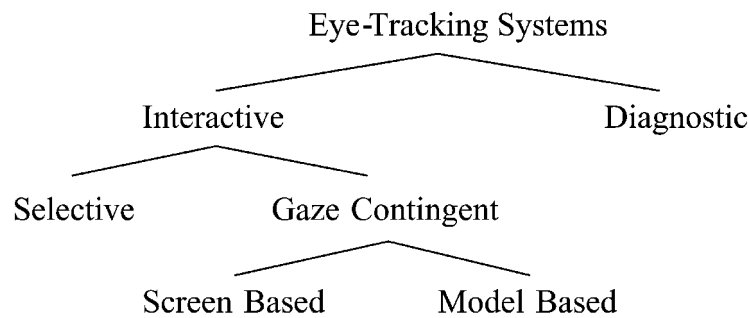 Eye-Tracking Systems
Interactive
Diagnostic
Selective
Gaze Contingent
Screen Based
Model Based